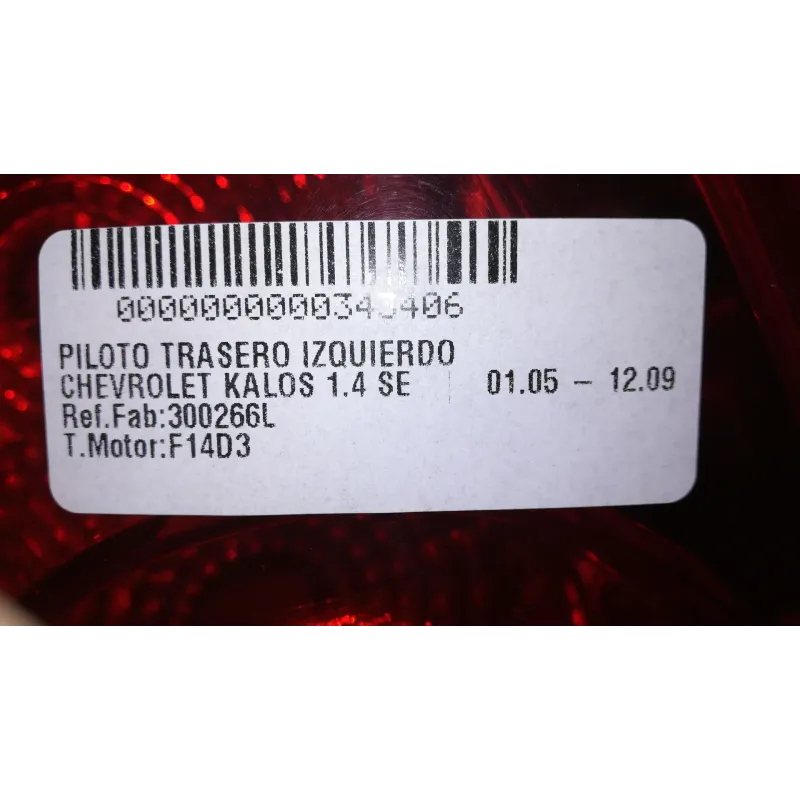 PILOTO TRASERO IZQUIERDO
CHEVROLET KALOS 1.4 SE 01.05 - 12.09
Ref.Fab:300266L
T.Motor:F14D3